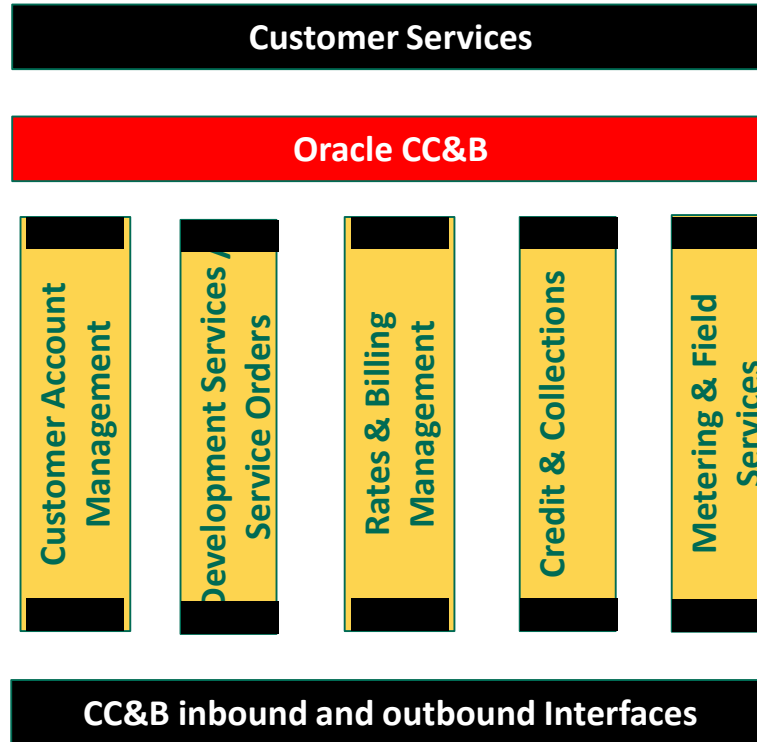 Customer Services
Oracle CC&B
Customer Account
Management
Development Services /
Service Orders
Rates & Billing
Management
Credit & Collections
Metering & Field
Services
CC&B inbound and outbound Interfaces